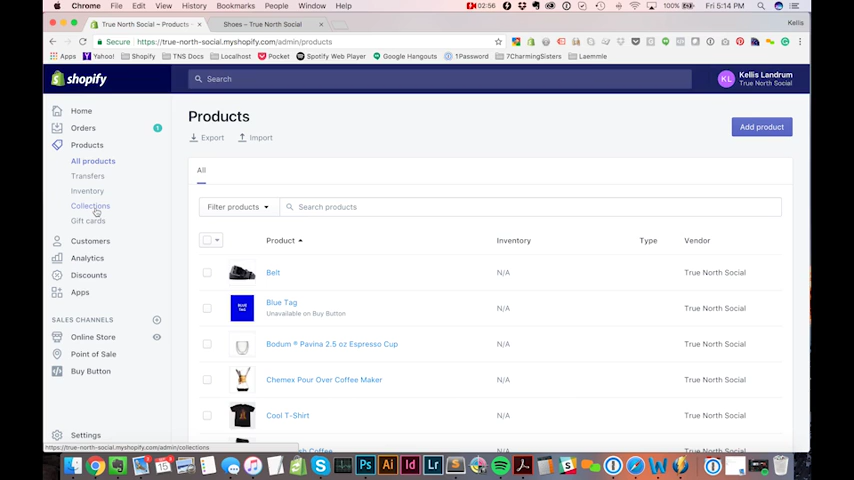 Chrome File Edit View History Bookmarks People Window Help 02:56 100% Fri 5:14 PM
True North Social – Products × Shoes – True North Social × Kellis
Secure https://true-north-social.myshopify.com/admin/products
Apps Yahoo! Shopify TNS Docs Localhost Pocket Spotify Web Player Google Hangouts 1Password 7CharmingSisters Laemmle
shopify Search KL Kellis Landrum
True North Social
Home
Orders 1
Products
All products
Transfers
Inventory
Collections
Gift cards
Customers
Analytics
Discounts
Apps
SALES CHANNELS
Online Store
Point of Sale
Buy Button
Settings
https://true-north-social.myshopify.com/admin/collections
Products
Export Import
Add product
All
Filter products Search products
Product Inventory Type Vendor
Belt N/A True North Social
Blue Tag N/A True North Social
Unavailable on Buy Button
Bodum ® Pavina 2.5 oz Espresso Cup N/A True North Social
Chemex Pour Over Coffee Maker N/A True North Social
Cool T-Shirt N/A True North Social